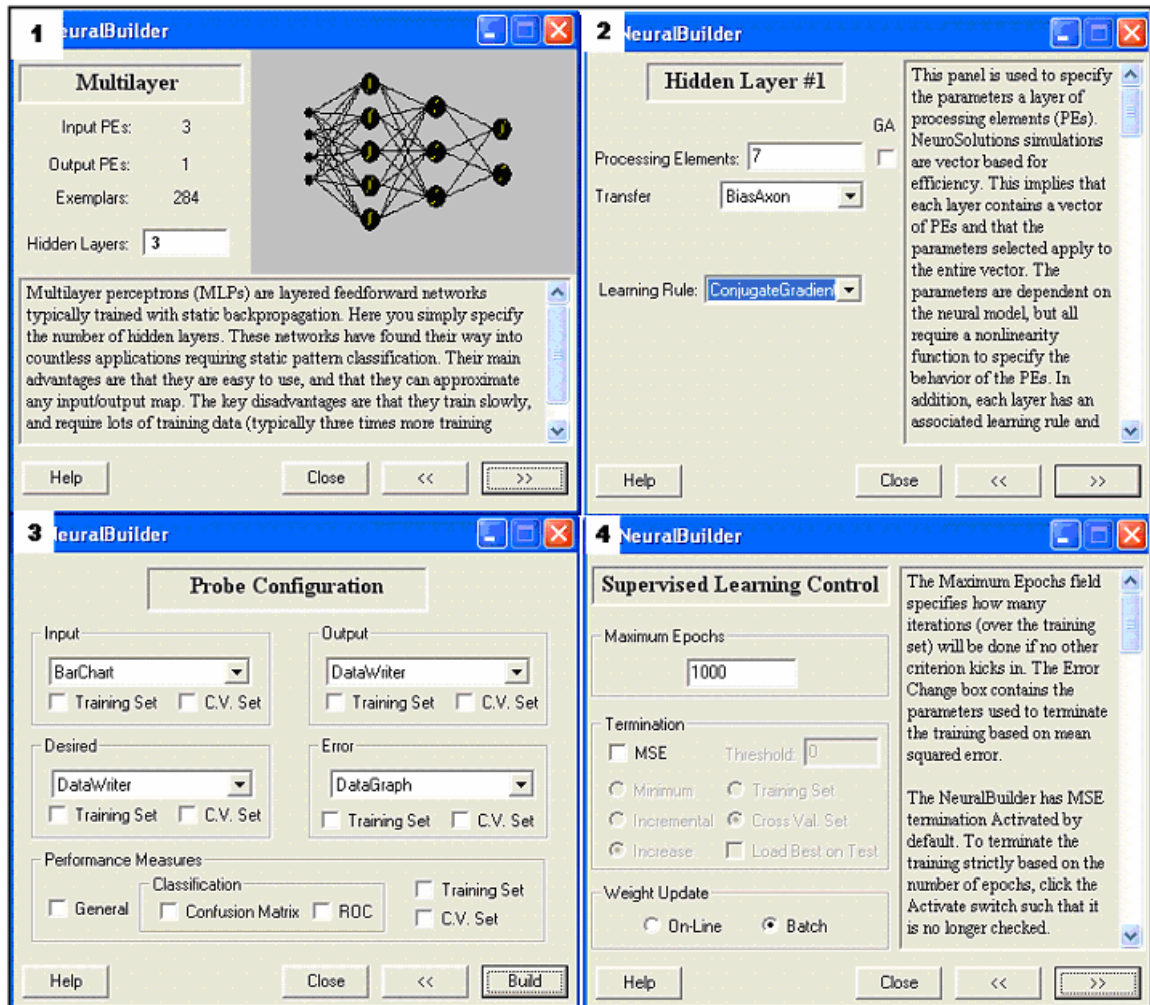 1 NeuralBuilder
Multilayer
Input PEs: 3
Output PEs: 1
Exemplars: 284
Hidden Layers: 3
Multilayer perceptrons (MLPs) are layered feedforward networks
typically trained with static backpropagation. Here you simply specify
the number of hidden layers. These networks have found their way into
countless applications requiring static pattern classification. Their main
advantages are that they are easy to use, and that they can approximate
any input/output map. The key disadvantages are that they train slowly,
and require lots of training data (typically three times more training
Help Close << >>
2 NeuralBuilder
Hidden Layer #1
GA
Processing Elements: 7
Transfer BiasAxon
Learning Rule: ConjugateGradient
This panel is used to specify
the parameters a layer of
processing elements (PEs).
NeuroSolutions simulations
are vector based for
efficiency. This implies that
each layer contains a vector
of PEs and that the
parameters selected apply to
the entire vector. The
parameters are dependent on
the neural model, but all
require a nonlinearity
function to specify the
behavior of the PEs. In
addition, each layer has an
associated learning rule and
Help Close << >>
3 NeuralBuilder
Probe Configuration
Input
BarChart
Training Set C.V. Set
Output
DataWriter
Training Set C.V. Set
Desired
DataWriter
Training Set C.V. Set
Error
DataGraph
Training Set C.V. Set
Performance Measures
General
Classification
Confusion Matrix ROC
Training Set
C.V. Set
Help Close << Build
4 NeuralBuilder
Supervised Learning Control
Maximum Epochs
1000
Termination
MSE Threshold: 0
Minimum Training Set
Incremental Cross Val. Set
Increase Load Best on Test
Weight Update
On-Line Batch
The Maximum Epochs field
specifies how many
iterations (over the training
set) will be done if no other
criterion kicks in. The Error
Change box contains the
parameters used to terminate
the training based on mean
squared error.
The NeuralBuilder has MSE
termination Activated by
default. To terminate the
training strictly based on the
number of epochs, click the
Activate switch such that it
is no longer checked.
Help Close << >>